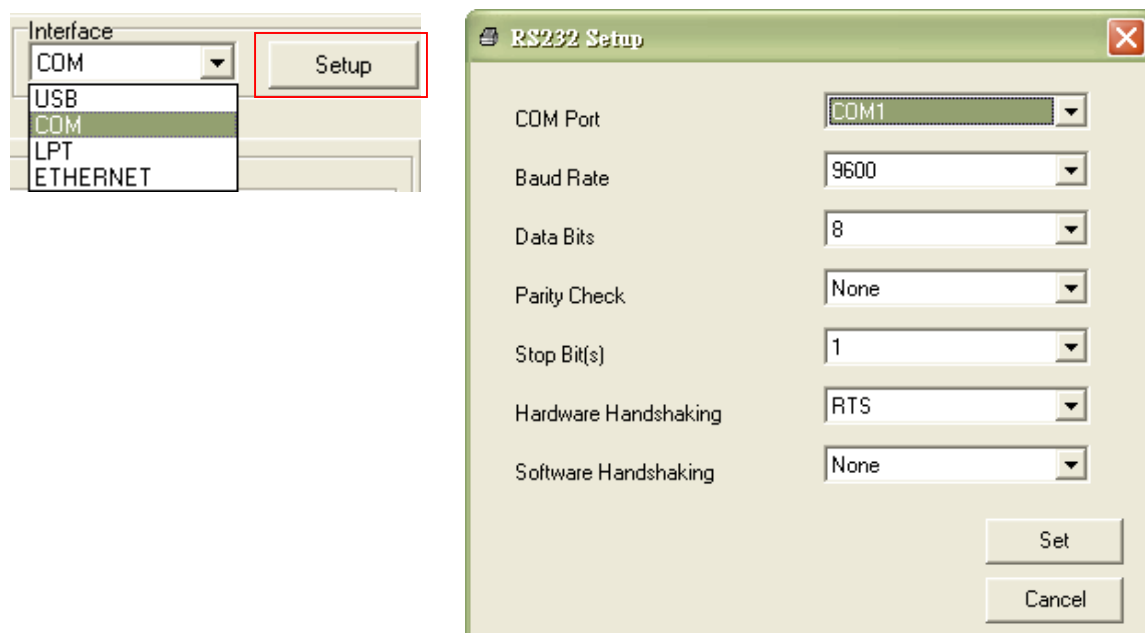 Interface
COM
Setup
USB
COM
LPT
ETHERNET
RS232 Setup
COM Port COM1
Baud Rate 9600
Data Bits 8
Parity Check None
Stop Bit(s) 1
Hardware Handshaking RTS
Software Handshaking None
Set
Cancel